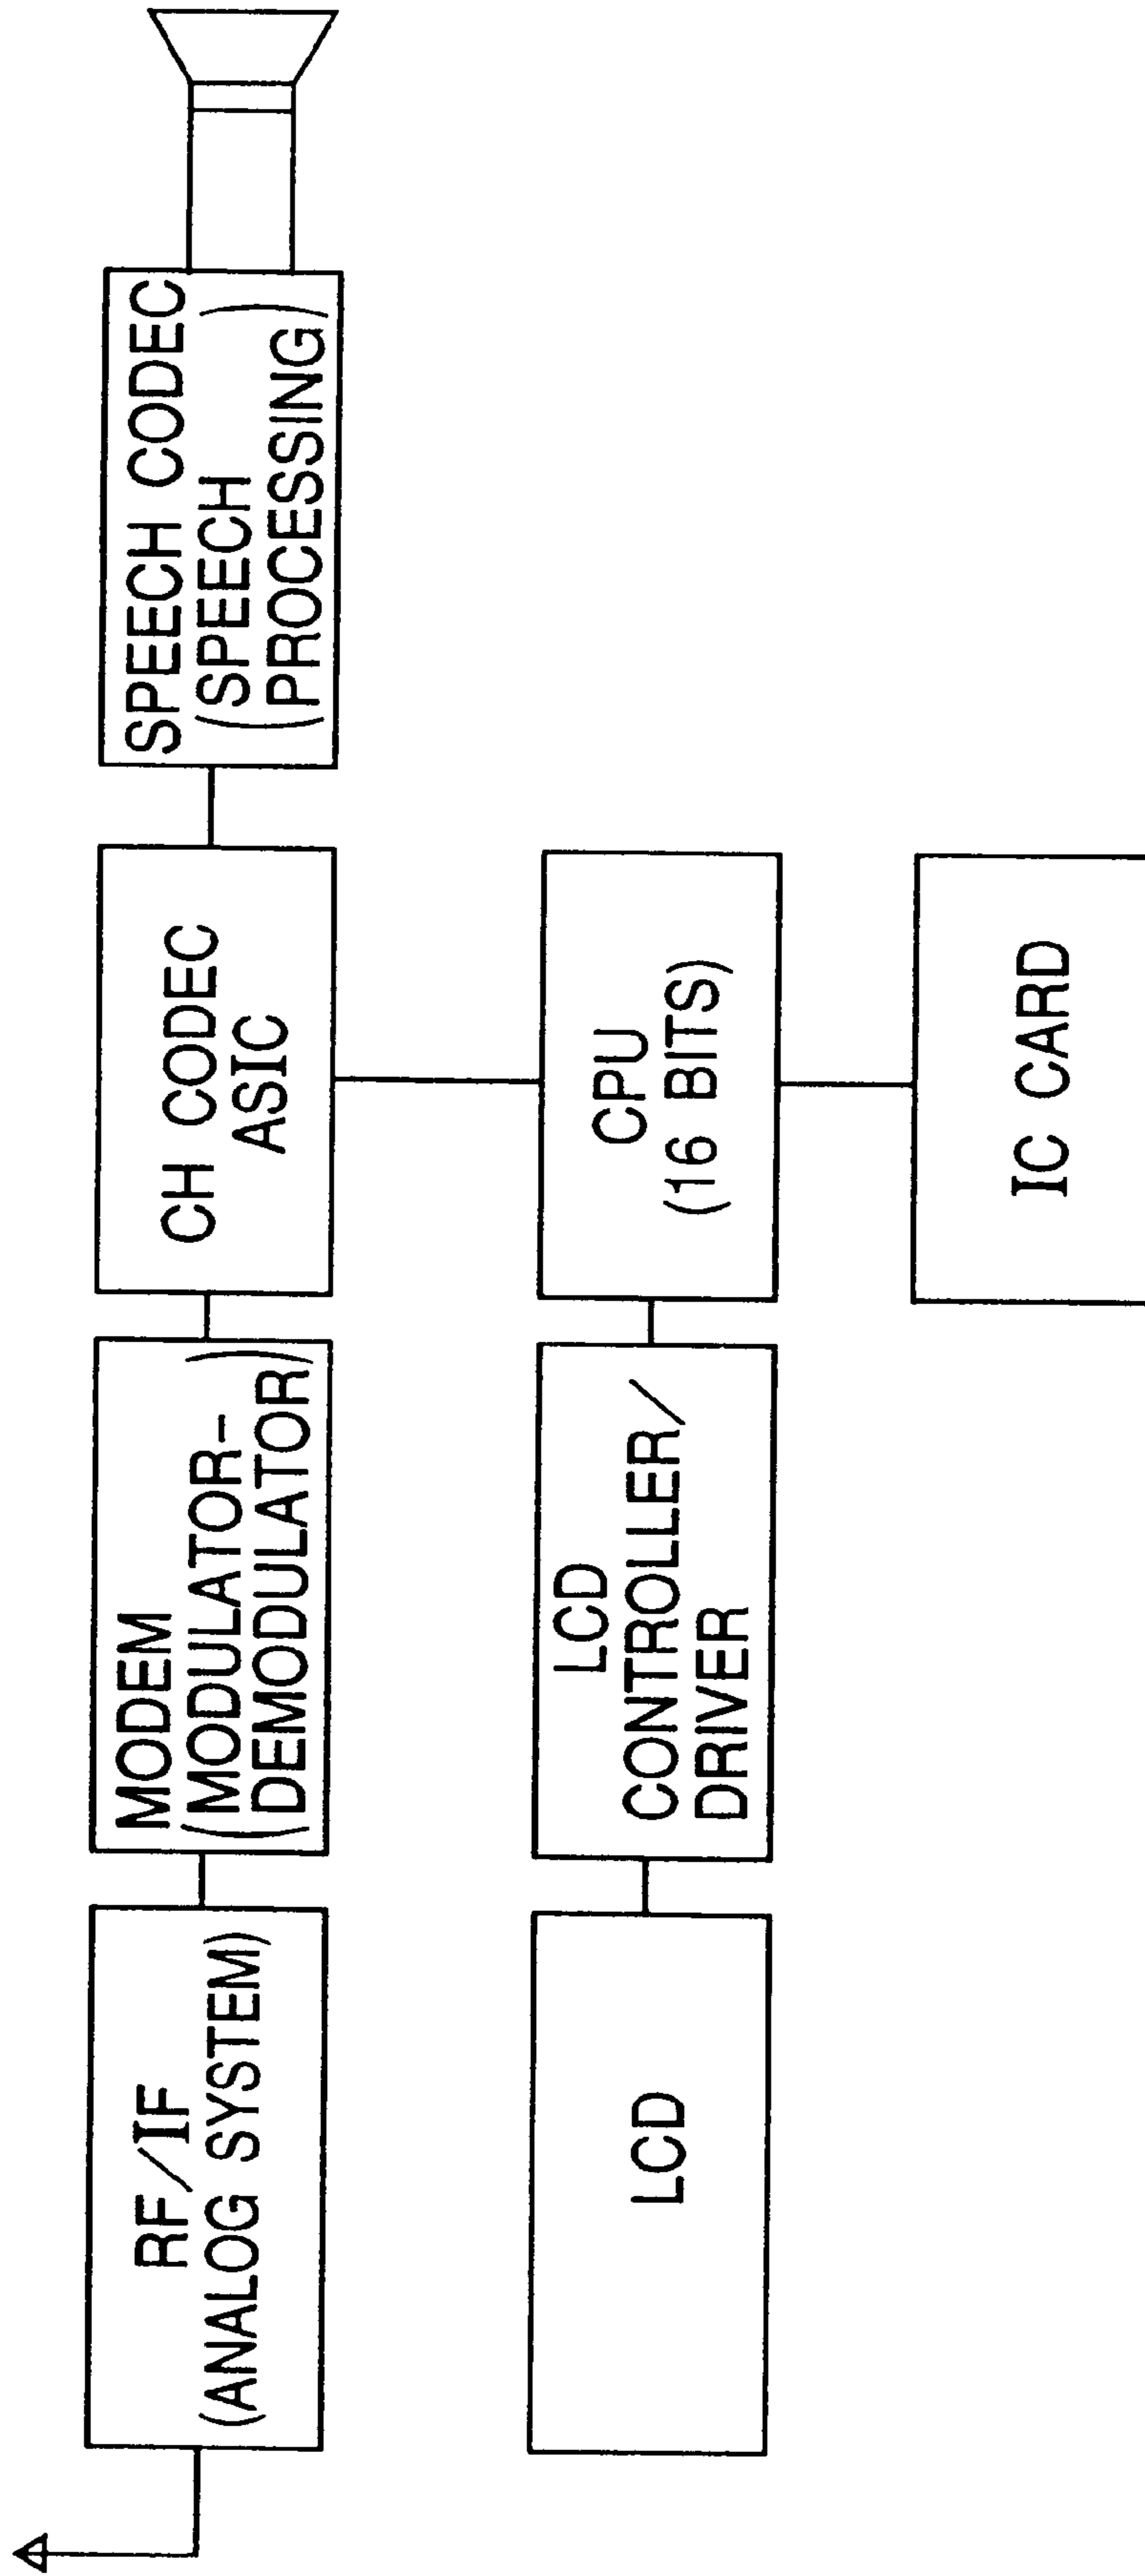 RF/IF
(ANALOG SYSTEM)
MODEM
(MODULATOR-
DEMODULATOR)
CH CODEC
ASIC
SPEECH CODEC
(SPEECH
PROCESSING)
LCD
LCD
CONTROLLER/
DRIVER
CPU
(16 BITS)
IC CARD